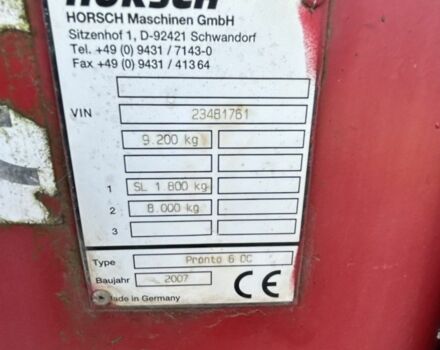 HORSCH
HORSCH Maschinen GmbH
Sitzenhof 1, D-92421 Schwandorf
Tel. +49 (0) 9431 / 7143-0
Fax +49 (0) 9431 / 41364
VIN 23481761
9.200 kg
1 SL 1.800 kg
2 8.000 kg
3
Type Pronto 6 DC
Baujahr 2007
Made in Germany CE